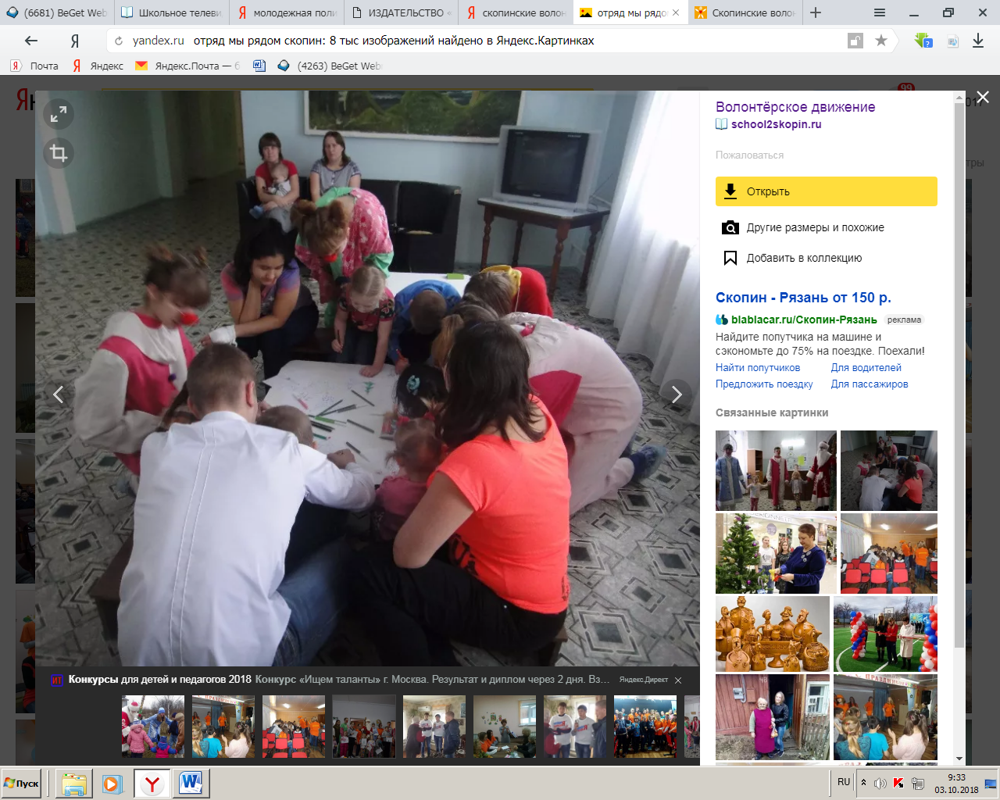 (6681) BeGet Web
Школьное телеви
молодежная поли
ИЗДАТЕЛЬСТВО «
скопинские волон
отряд мы рядо
Скопинские воло
yandex.ru отряд мы рядом скопин: 8 тыс изображений найдено в Яндекс.Картинках
Почта
Яндекс
Яндекс.Почта — б
(4263) BeGet Web
99
017
тры
Волонтёрское движение
school2skopin.ru
Пожаловаться
Открыть
Другие размеры и похожие
Добавить в коллекцию
Скопин - Рязань от 150 р.
blablacar.ru/Скопин-Рязань реклама
Найдите попутчика на машине и
сэкономьте до 75% на поездке. Поехали!
Найти попутчиков Для водителей
Предложить поездку Для пассажиров
Связанные картинки
ИТ Конкурсы для детей и педагогов 2018 Конкурс «Ищем таланты» г. Москва. Результат и диплом через 2 дня. Вз...
Яндекс.Директ
Пуск
RU
9:33
03.10.2018